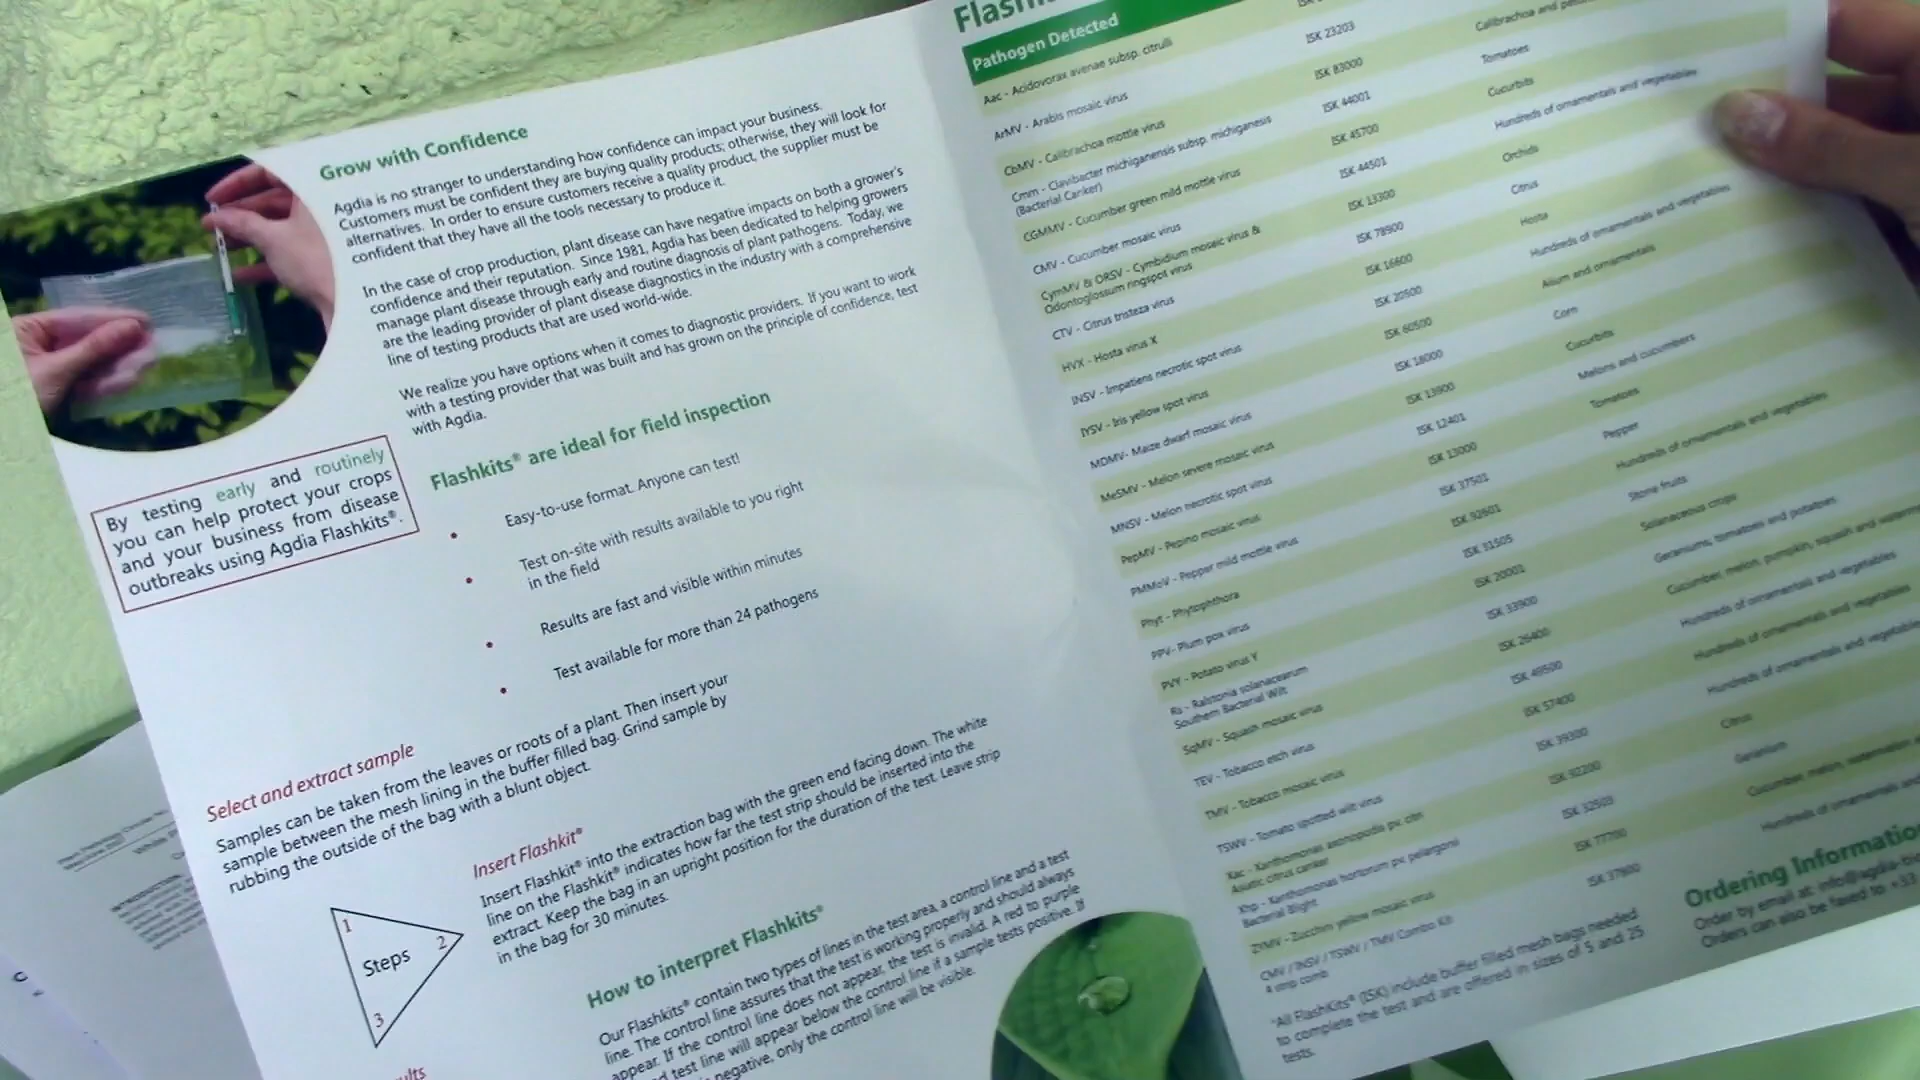 Grow with Confidence
Agdia is no stranger to understanding how confidence can impact your business.
Customers must be confident they are buying quality products; otherwise, they will look for
alternatives. In order to ensure customers receive a quality product, the supplier must be
confident that they have all the tools necessary to produce it.
In the case of crop production, plant disease can have negative impacts on both a grower's
confidence and their reputation. Since 1981, Agdia has been dedicated to helping growers
manage plant disease through early and routine diagnosis of plant pathogens. Today, we
are the leading provider of plant disease diagnostics in the industry with a comprehensive
line of testing products that are used world-wide.
We realize you have options when it comes to diagnostic providers. If you want to work
with a testing provider that was built and has grown on the principle of confidence, test
with Agdia.
By testing early and routinely
you can help protect your crops
and your business from disease
outbreaks using Agdia Flashkits®.
Flashkits® are ideal for field inspection
• Easy-to-use format. Anyone can test!
• Test on-site with results available to you right
in the field
• Results are fast and visible within minutes
• Test available for more than 24 pathogens
Select and extract sample
Samples can be taken from the leaves or roots of a plant. Then insert your
sample between the mesh lining in the buffer filled bag. Grind sample by
rubbing the outside of the bag with a blunt object.
1
2
Steps
3
Insert Flashkit®
Insert Flashkit® into the extraction bag with the green end facing down. The white
line on the Flashkit® indicates how far the test strip should be inserted into the
extract. Keep the bag in an upright position for the duration of the test. Leave strip
in the bag for 30 minutes.
How to interpret Flashkits®
Our Flashkits® contain two types of lines in the test area, a control line and a test
line. The control line assures that the test is working properly and should always
appear. If the control line does not appear, the test is invalid. A red to purple
test line will appear below the control line if a sample tests positive. If
negative, only the control line will be visible.
Pathogen Detected
Aac - Acidovorax avenae subsp. citrulli
ArMV - Arabis mosaic virus ISK 23203
CbMV - Calibrachoa mottle virus ISK 83000 Calibrachoa and
Cmm - Clavibacter michiganensis subsp. michiganesis ISK 44001 Tomatoes
(Bacterial Canker)
CGMMV - Cucumber green mild mottle virus ISK 45700 Cucurbits
CMV - Cucumber mosaic virus ISK 44501 Hundreds of ornamentals and vegetables
CymMV & ORSV - Cymbidium mosaic virus & ISK 13300 Orchids
Odontoglossum ringspot virus
CTV - Citrus tristeza virus ISK 78900 Citrus
HVX - Hosta virus X ISK 16600 Hosta
INSV - Impatiens necrotic spot virus ISK 20500 Hundreds of ornamentals and vegetables
IYSV - Iris yellow spot virus ISK 60500 Allium and ornamentals
MDMV- Maize dwarf mosaic virus ISK 18000 Corn
MeSMV - Melon severe mosaic virus ISK 13900 Cucurbits
MNSV - Melon necrotic spot virus ISK 12401 Melons and cucumbers
PepMV - Pepino mosaic virus ISK 13000 Tomatoes
PMMoV - Pepper mild mottle virus ISK 37501 Pepper
Phyt - Phytophthora ISK 92601 Hundreds of ornamentals and vegetables
PPV- Plum pox virus ISK 31505 Stone fruits
PVY - Potato virus Y ISK 20001 Solanaceous crops
Rs - Ralstonia solanacearum ISK 33900 Geraniums, tomatoes and potatoes
Southern Bacterial Wilt
SqMV - Squash mosaic virus ISK 26400 Cucumber, melon, pumpkin, squash and
TEV - Tobacco etch virus ISK 49500 Hundreds of ornamentals and vegetables
TMV - Tobacco mosaic virus ISK 57400 Hundreds of ornamentals and vegetables
TSWV - Tomato spotted wilt virus ISK 39300 Hundreds of ornamentals and vegetables
Xac - Xanthomonas axonopodis pv. citri ISK 92200 Citrus
Asiatic citrus canker
Xhp - Xanthomonas hortorum pv. pelargonii ISK 32503 Geranium
Bacterial Blight
ZYMV - Zucchini yellow mosaic virus ISK 77700 Cucumber, melon,
CMV / INSV / TSWV / TMV Combo Kit ISK 37600 Hundreds of ornamentals and
4 strip comb
*All FlashKits® (ISK) include buffer filled mesh bags needed
to complete the test and are offered in sizes of 5 and 25
tests.
Ordering Information
Order by email at:
Orders can also be faxed to +33